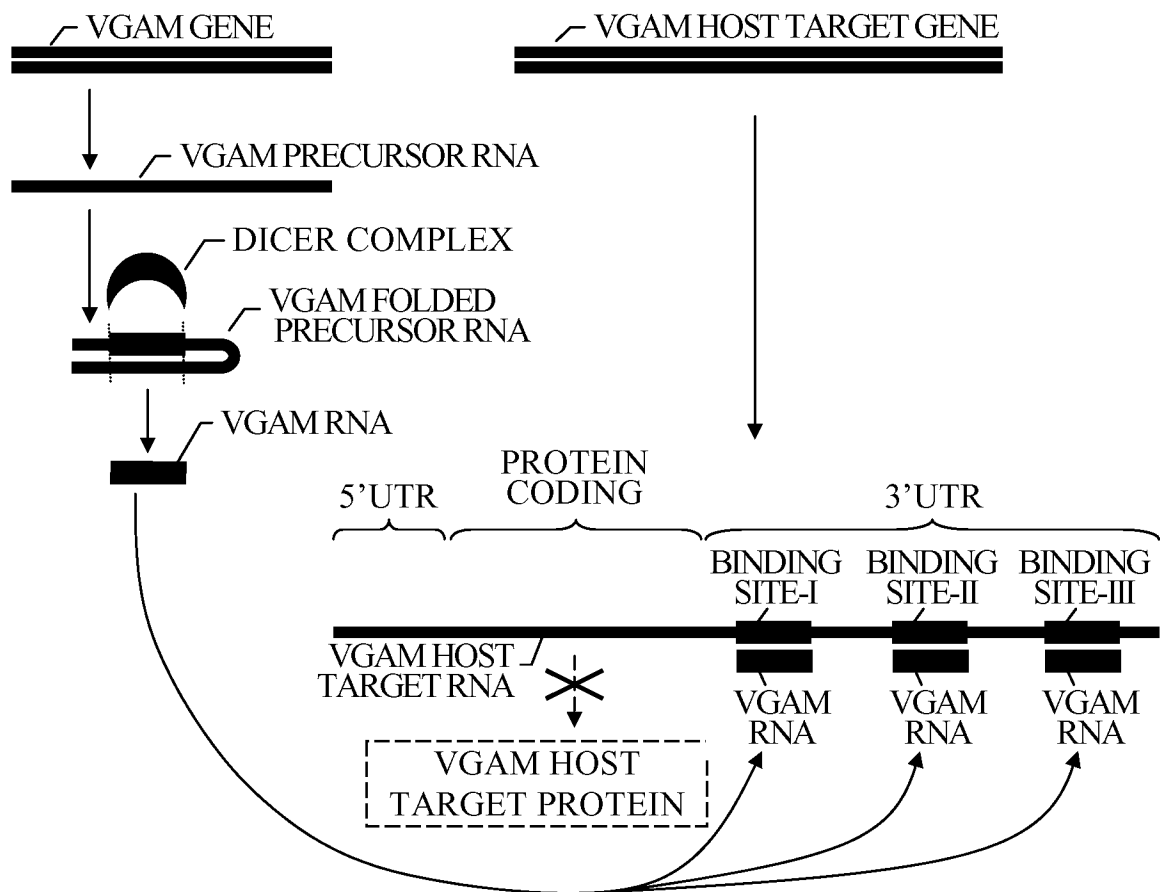 VGAM GENE
VGAM HOST TARGET GENE
VGAM PRECURSOR RNA
DICER COMPLEX
VGAM FOLDED
PRECURSOR RNA
VGAM RNA
5'UTR
PROTEIN
CODING
3'UTR
BINDING
SITE-I
BINDING
SITE-II
BINDING
SITE-III
VGAM HOST
TARGET RNA
VGAM
RNA
VGAM
RNA
VGAM
RNA
VGAM HOST
TARGET PROTEIN